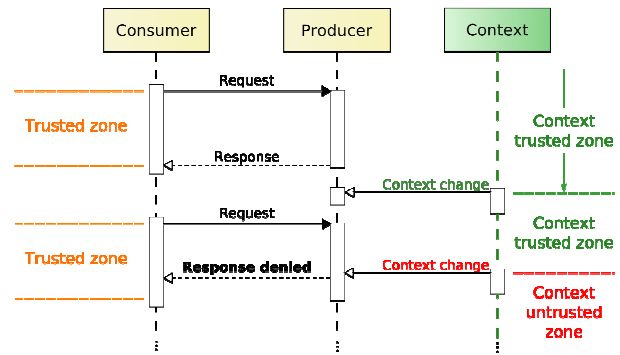 Consumer
Producer
Context
Request
Trusted zone
Context
trusted zone
Response
Context change
Request
Context
trusted zone
Trusted zone
Response denied
Context change
Context
untrusted
zone